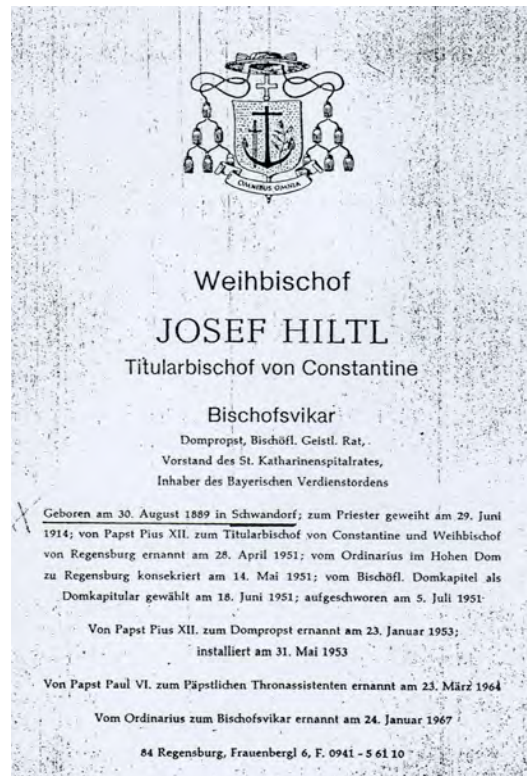 OMNIBUS OMNIA
Weihbischof
JOSEF HILTL
Titularbischof von Constantine
Bischofsvikar
Dompropst, Bischöfl. Geistl. Rat,
Vorstand des St. Katharinenspitalrates,
Inhaber des Bayerischen Verdienstordens
Geboren am 30. August 1889 in Schwandorf; zum Priester geweiht am 29. Juni
1914; von Papst Pius XII. zum Titularbischof von Constantine und Weihbischof
von Regensburg ernannt am 28. April 1951; vom Ordinarius im Hohen Dom
zu Regensburg konsekriert am 14. Mai 1951; vom Bischöfl. Domkapitel als
Domkapitular gewählt am 18. Juni 1951; aufgeschworen am 5. Juli 1951
Von Papst Pius XII. zum Dompropst ernannt am 23. Januar 1953;
installiert am 31. Mai 1953
Von Papst Paul VI. zum Päpstlichen Thronassistenten ernannt am 23. März 1964
Vom Ordinarius zum Bischofsvikar ernannt am 24. Januar 1967
84 Regensburg, Frauenbergl 6, F. 0941 - 5 61 10